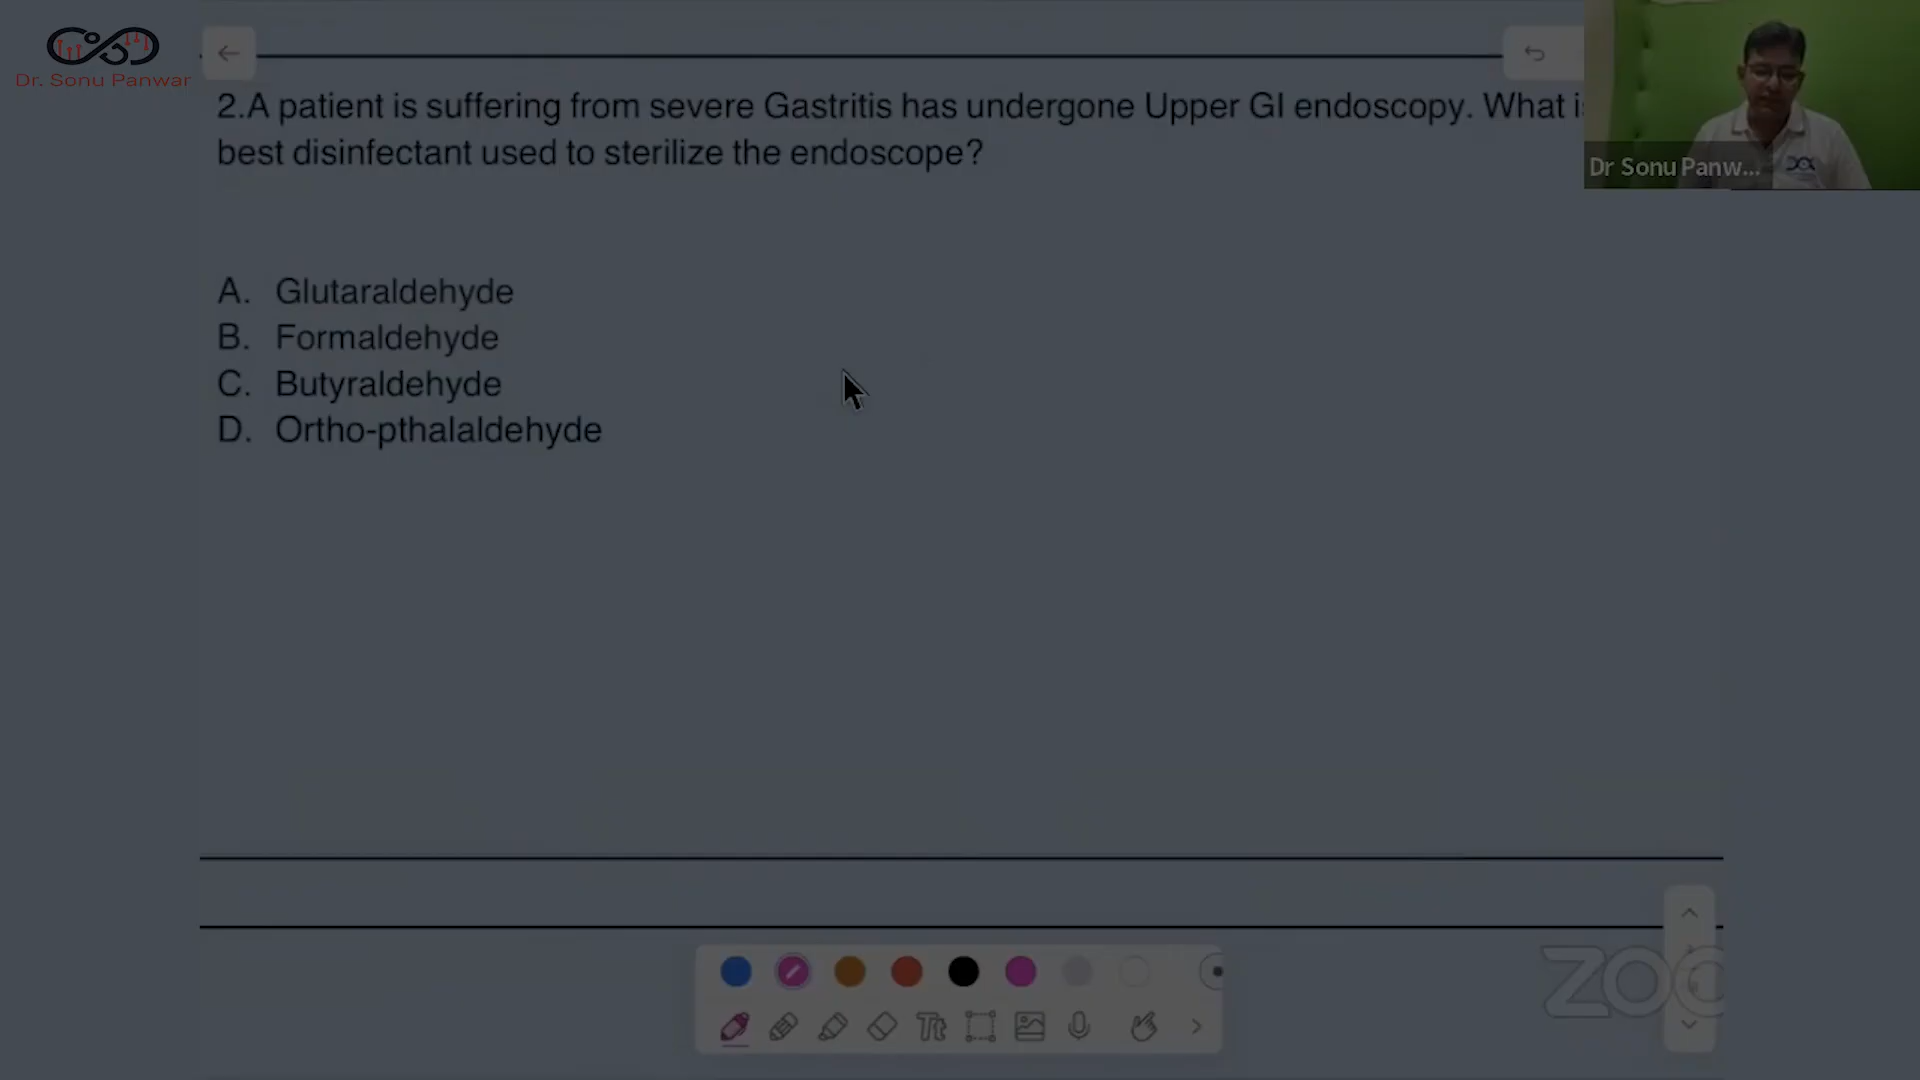 Dr. Sonu Panwar
2.A patient is suffering from severe Gastritis has undergone Upper GI endoscopy. What
best disinfectant used to sterilize the endoscope?
Dr Sonu Panw...
A. Glutaraldehyde
B. Formaldehyde
C. Butyraldehyde
D. Ortho-pthalaldehyde
Tt